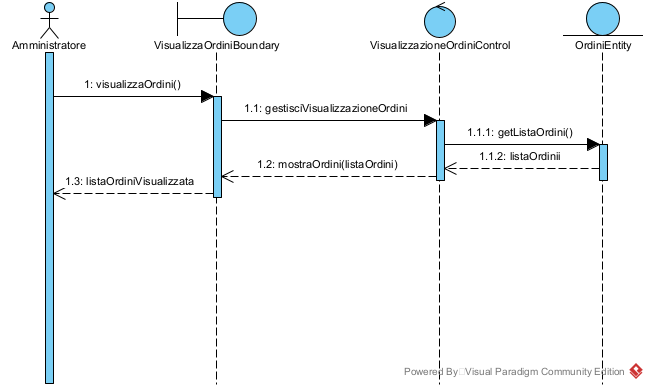 Amministratore
VisualizzaOrdiniBoundary
VisualizzazioneOrdiniControl
OrdiniEntity
1: visualizzaOrdini()
1.1: gestisciVisualizzazioneOrdini
1.1.1: getListaOrdini()
1.1.2: listaOrdinii
1.2: mostraOrdini(listaOrdini)
1.3: listaOrdiniVisualizzata
Powered By Visual Paradigm Community Edition